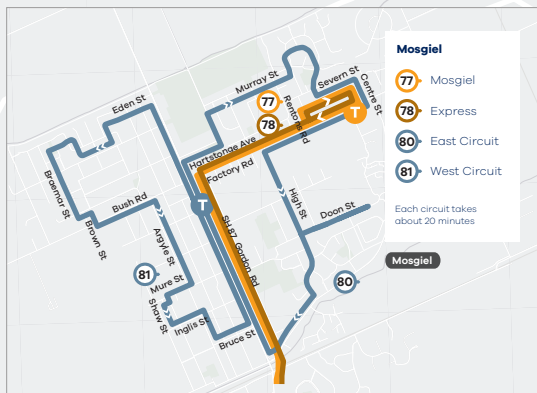 Mosgiel
77 Mosgiel
78 Express
80 East Circuit
81 West Circuit
Each circuit takes
about 20 minutes
Mosgiel
Severn St
Centre St
Murray St
77
Rentons Rd
78
T
Eden St
Hartstonge Ave
Factory Rd
Braemar St
Brown St
Bush Rd
T
High St
Doon St
SH87 Gordon Rd
Argyle St
81
Mure St
80
Shaw St
Inglis St
Bruce St